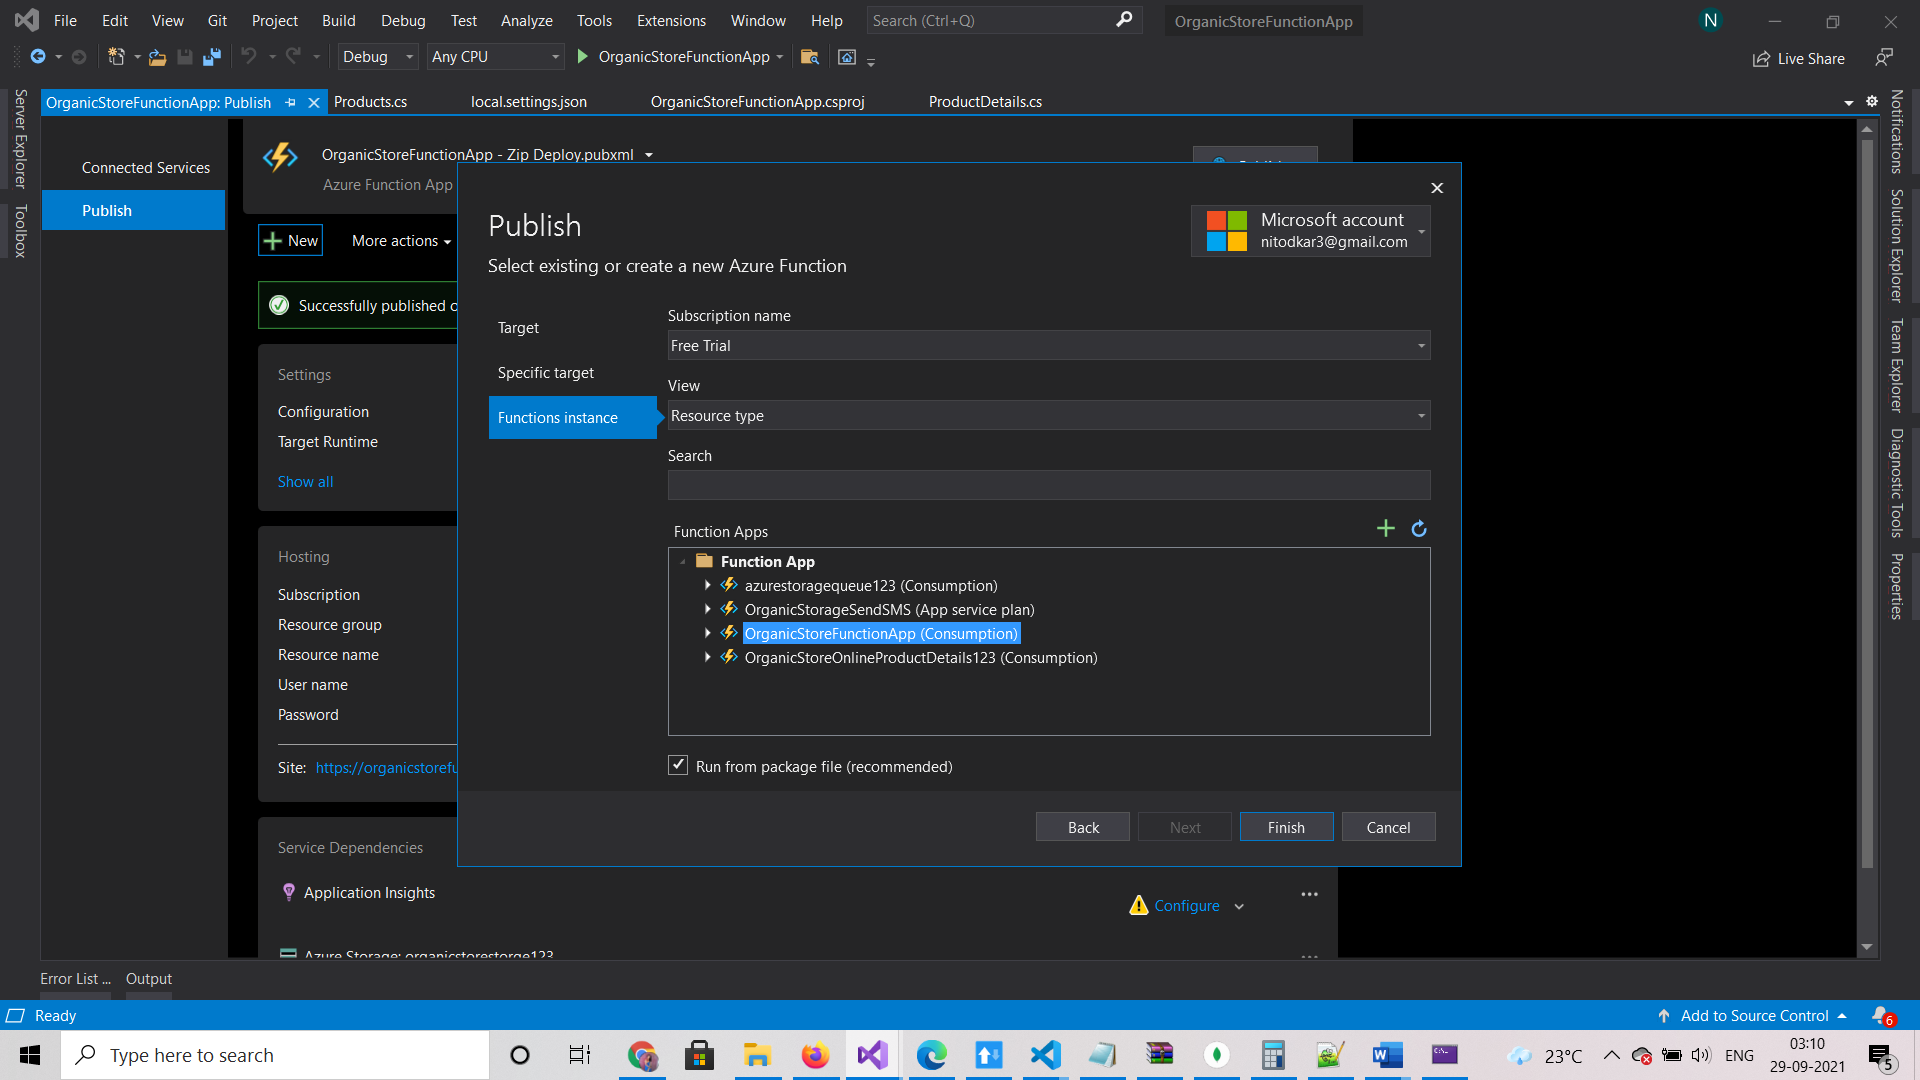 File Edit View Git Project Build Debug Test Analyze Tools Extensions Window Help Search (Ctrl+Q) OrganicStoreFunctionApp N
Debug Any CPU OrganicStoreFunctionApp Live Share
OrganicStoreFunctionApp: Publish Products.cs local.settings.json OrganicStoreFunctionApp.csproj ProductDetails.cs
Server Explorer
Toolbox
Connected Services
Publish
OrganicStoreFunctionApp - Zip Deploy.pubxml
Azure Function App
New More actions
Successfully published o
Settings
Configuration
Target Runtime
Show all
Hosting
Subscription
Resource group
Resource name
User name
Password
Site: https://organicstorefu
Service Dependencies
Application Insights
Configure
Azure Storage: organicstorestorge123
Publish
Microsoft account
nitodkar3@gmail.com
Select existing or create a new Azure Function
Target
Specific target
Functions instance
Subscription name
Free Trial
View
Resource type
Search
Function Apps
Function App
azurestoragequeue123 (Consumption)
OrganicStorageSendSMS (App service plan)
OrganicStoreFunctionApp (Consumption)
OrganicStoreOnlineProductDetails123 (Consumption)
Run from package file (recommended)
Back Next Finish Cancel
Notifications
Solution Explorer
Team Explorer
Diagnostic Tools
Properties
Error List ... Output
Ready Add to Source Control 6
Type here to search 23°C ENG 03:10
29-09-2021 5